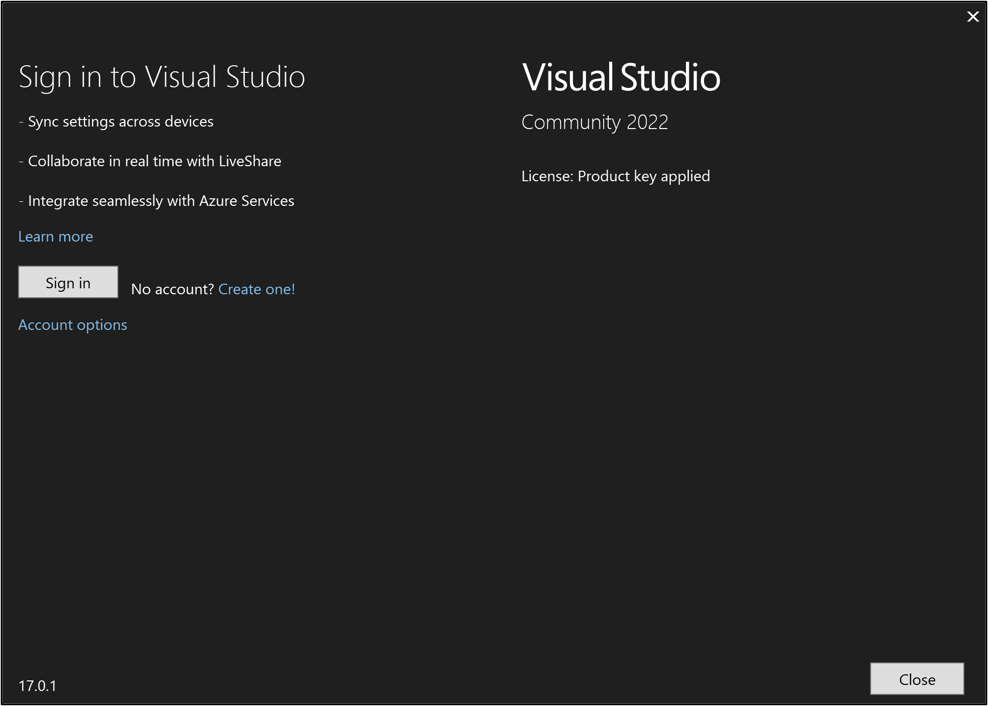 Sign in to Visual Studio
- Sync settings across devices
- Collaborate in real time with LiveShare
- Integrate seamlessly with Azure Services
Learn more
Sign in
No account? Create one!
Account options
Visual Studio
Community 2022
License: Product key applied
17.0.1
Close